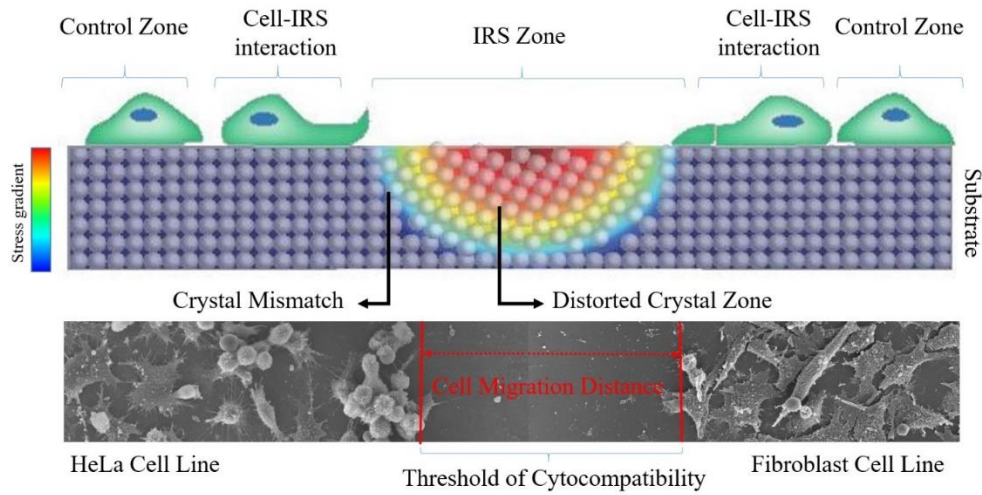 Control Zone
Cell-IRS
interaction
IRS Zone
Cell-IRS
interaction
Control Zone
Stress gradient
Substrate
Crystal Mismatch
Distorted Crystal Zone
Cell Migration Distance
HeLa Cell Line
Threshold of Cytocompatibility
Fibroblast Cell Line